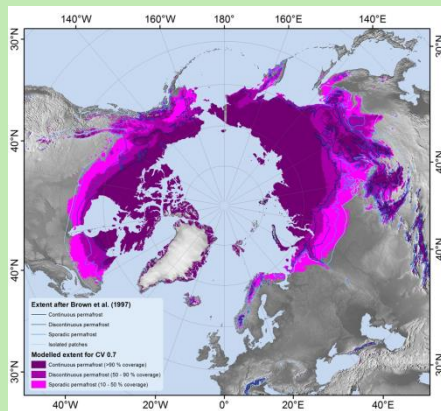 140°W 160°W 180° 160°E 140°E
30°N 30°N
40°N 40°N
40°N 40°N
30°N 30°N
Extent after Brown et al. (1997)
Continuous permafrost
Discontinuous permafrost
Sporadic permafrost
Isolated patches
Modelled extent for CV 0.7
Continuous permafrost (>90 % coverage)
Discontinuous permafrost (50 - 90 % coverage)
Sporadic permafrost (10 - 50 % coverage)
40°W 20°W 0° 20°E 40°E